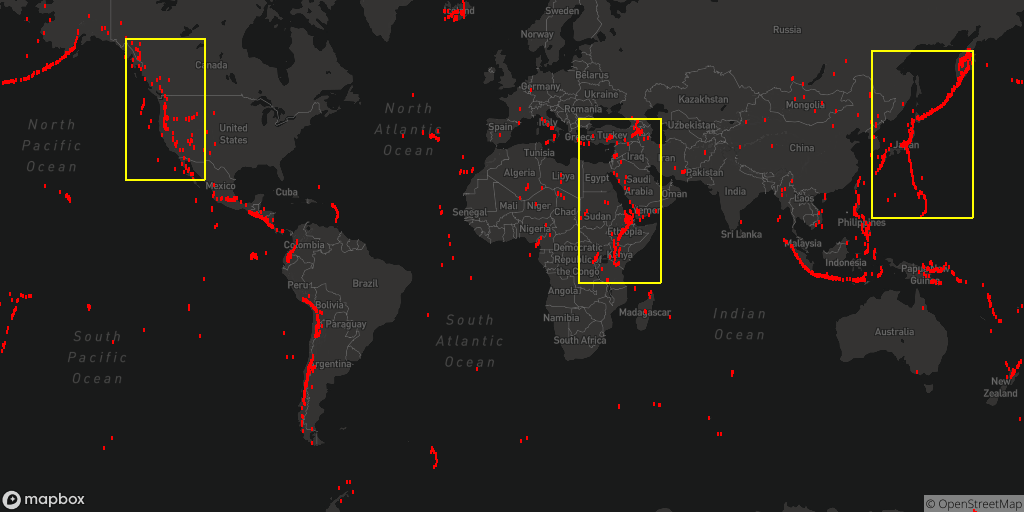 Greenland
Sweden
Russia
Norway
Canada
Belarus
Germany
Ukraine
Kazakhstan
Mongolia
North
Pacific
Ocean
North
Atlantic
Ocean
United
States
Romania
Spain
Italy
Greece
Turkey
Uzbekistan
Japan
Tunisia
Iraq
Iran
China
Algeria
Libya
Egypt
Pakistan
Mexico
Cuba
Saudi
Arabia
Oman
India
Laos
Senegal
Mali
Niger
Chad
Sudan
Yemen
Philippines
Nigeria
Ethiopia
Sri Lanka
Colombia
Democratic
Republic
the Congo
Kenya
Malaysia
Indonesia
Papua New
Guinea
Peru
Brazil
Angola
Bolivia
Namibia
Madagascar
South
Pacific
Ocean
Paraguay
South
Atlantic
Ocean
Indian
Ocean
Australia
South Africa
Argentina
New
Zealand
mapbox
© OpenStreetMap